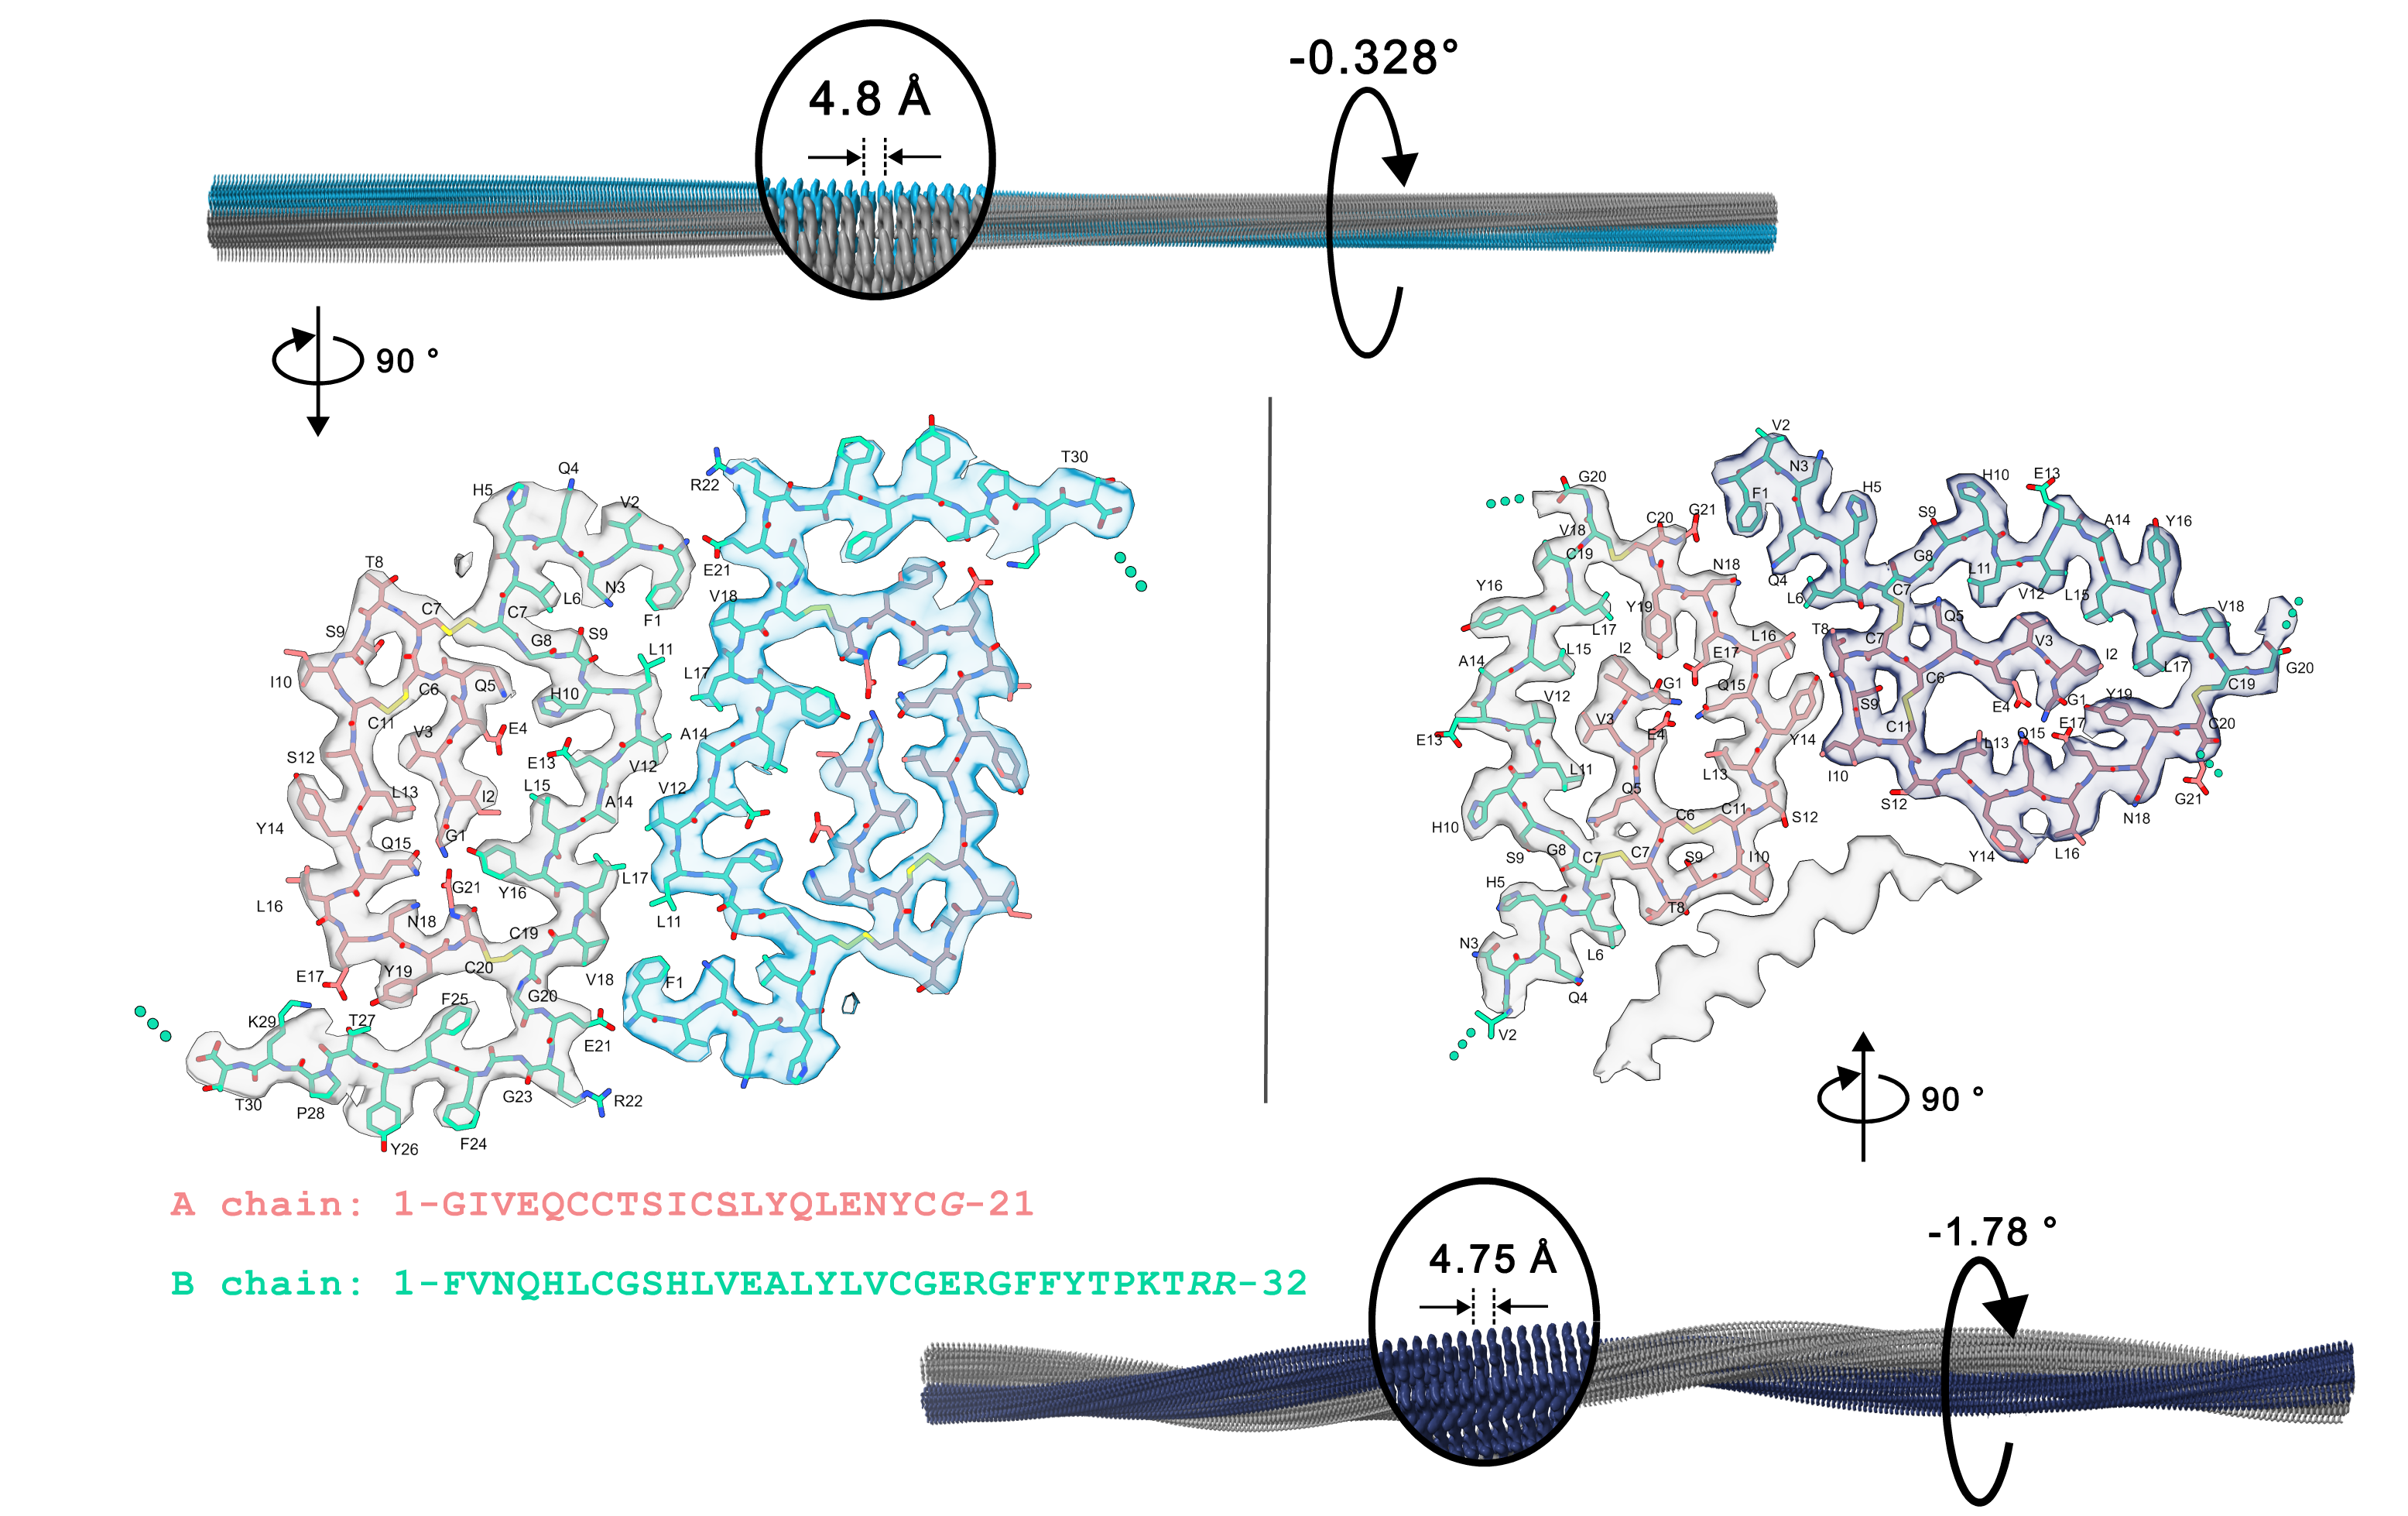 -0.328°
4.8 Å
90 °
Q4
H5
V2
T8
C7
L6
N3
F1
C7
G8
S9
S9
L11
I10
C11
C6
Q5
H10
V3
E4
S12
E13
V12
L13
I2
L15
A14
Y14
G1
Q15
Y16
L17
L16
G21
N18
C19
E17
Y19
C20
V18
K29
T27
F25
G20
E21
T30
P28
G23
R22
Y26
F24
T30
R22
E21
V18
L17
A14
V12
L11
F1
V2
G20
N3
F1
H5
H10
E13
V18
C20
G21
S9
A14
Y16
C19
Q4
G8
L11
Y16
N18
L6
C7
V12
L15
V18
Y19
L17
T8
C7
Q5
L16
A14
L15
I2
E17
V3
I2
L17
G20
G1
Q15
S9
C6
C19
V12
E4
G1
Y19
E13
V3
E4
Y14
C11
Q15
E17
C20
L13
L11
L13
I10
Q5
S12
G21
H10
C6
C11
S12
N18
S9
G8
C7
C7
S9
I10
Y14
L16
H5
T8
N3
L6
Q4
V2
90 °
A chain: 1-GIVEQCCTSICSLYQLENYCG-21
B chain: 1-FVNQHLCGSHLVEALYLVCGERGFFYTPKTRR-32
-1.78 °
4.75 Å